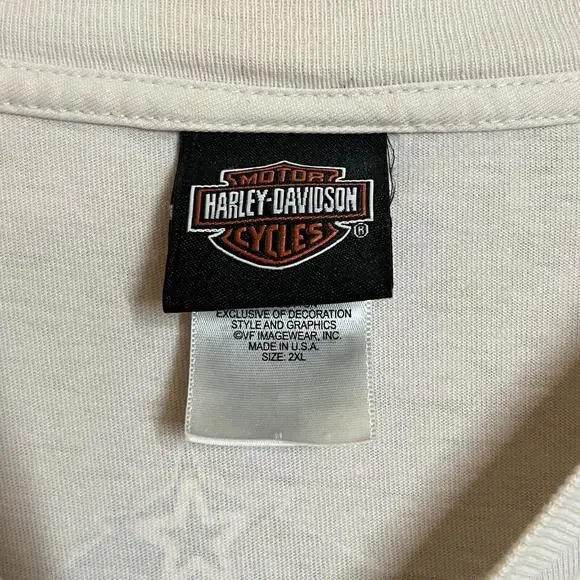 MOTOR
HARLEY-DAVIDSON
CYCLES
®
EXCLUSIVE OF DECORATION
STYLE AND GRAPHICS
©VF IMAGEWEAR, INC.
MADE IN U.S.A.
SIZE: 2XL